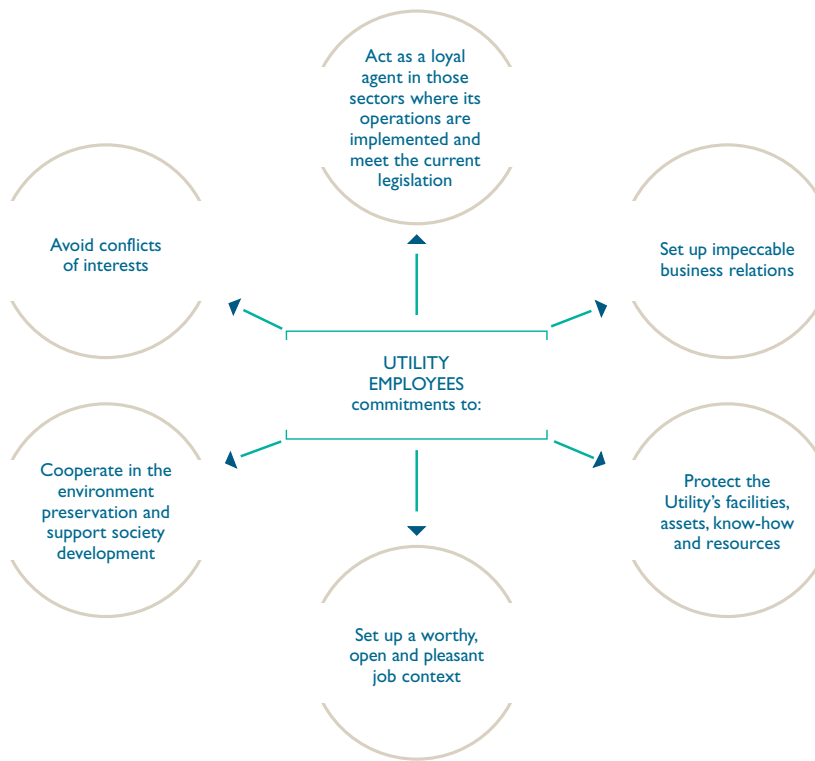 Act as a loyal
agent in those
sectors where its
operations are
implemented and
meet the current
legislation
Avoid conflicts
of interests
Set up impeccable
business relations
UTILITY
EMPLOYEES
commitments to:
Cooperate in the
environment
preservation and
support society
development
Protect the
Utility’s facilities,
assets, know-how
and resources
Set up a worthy,
open and pleasant
job context